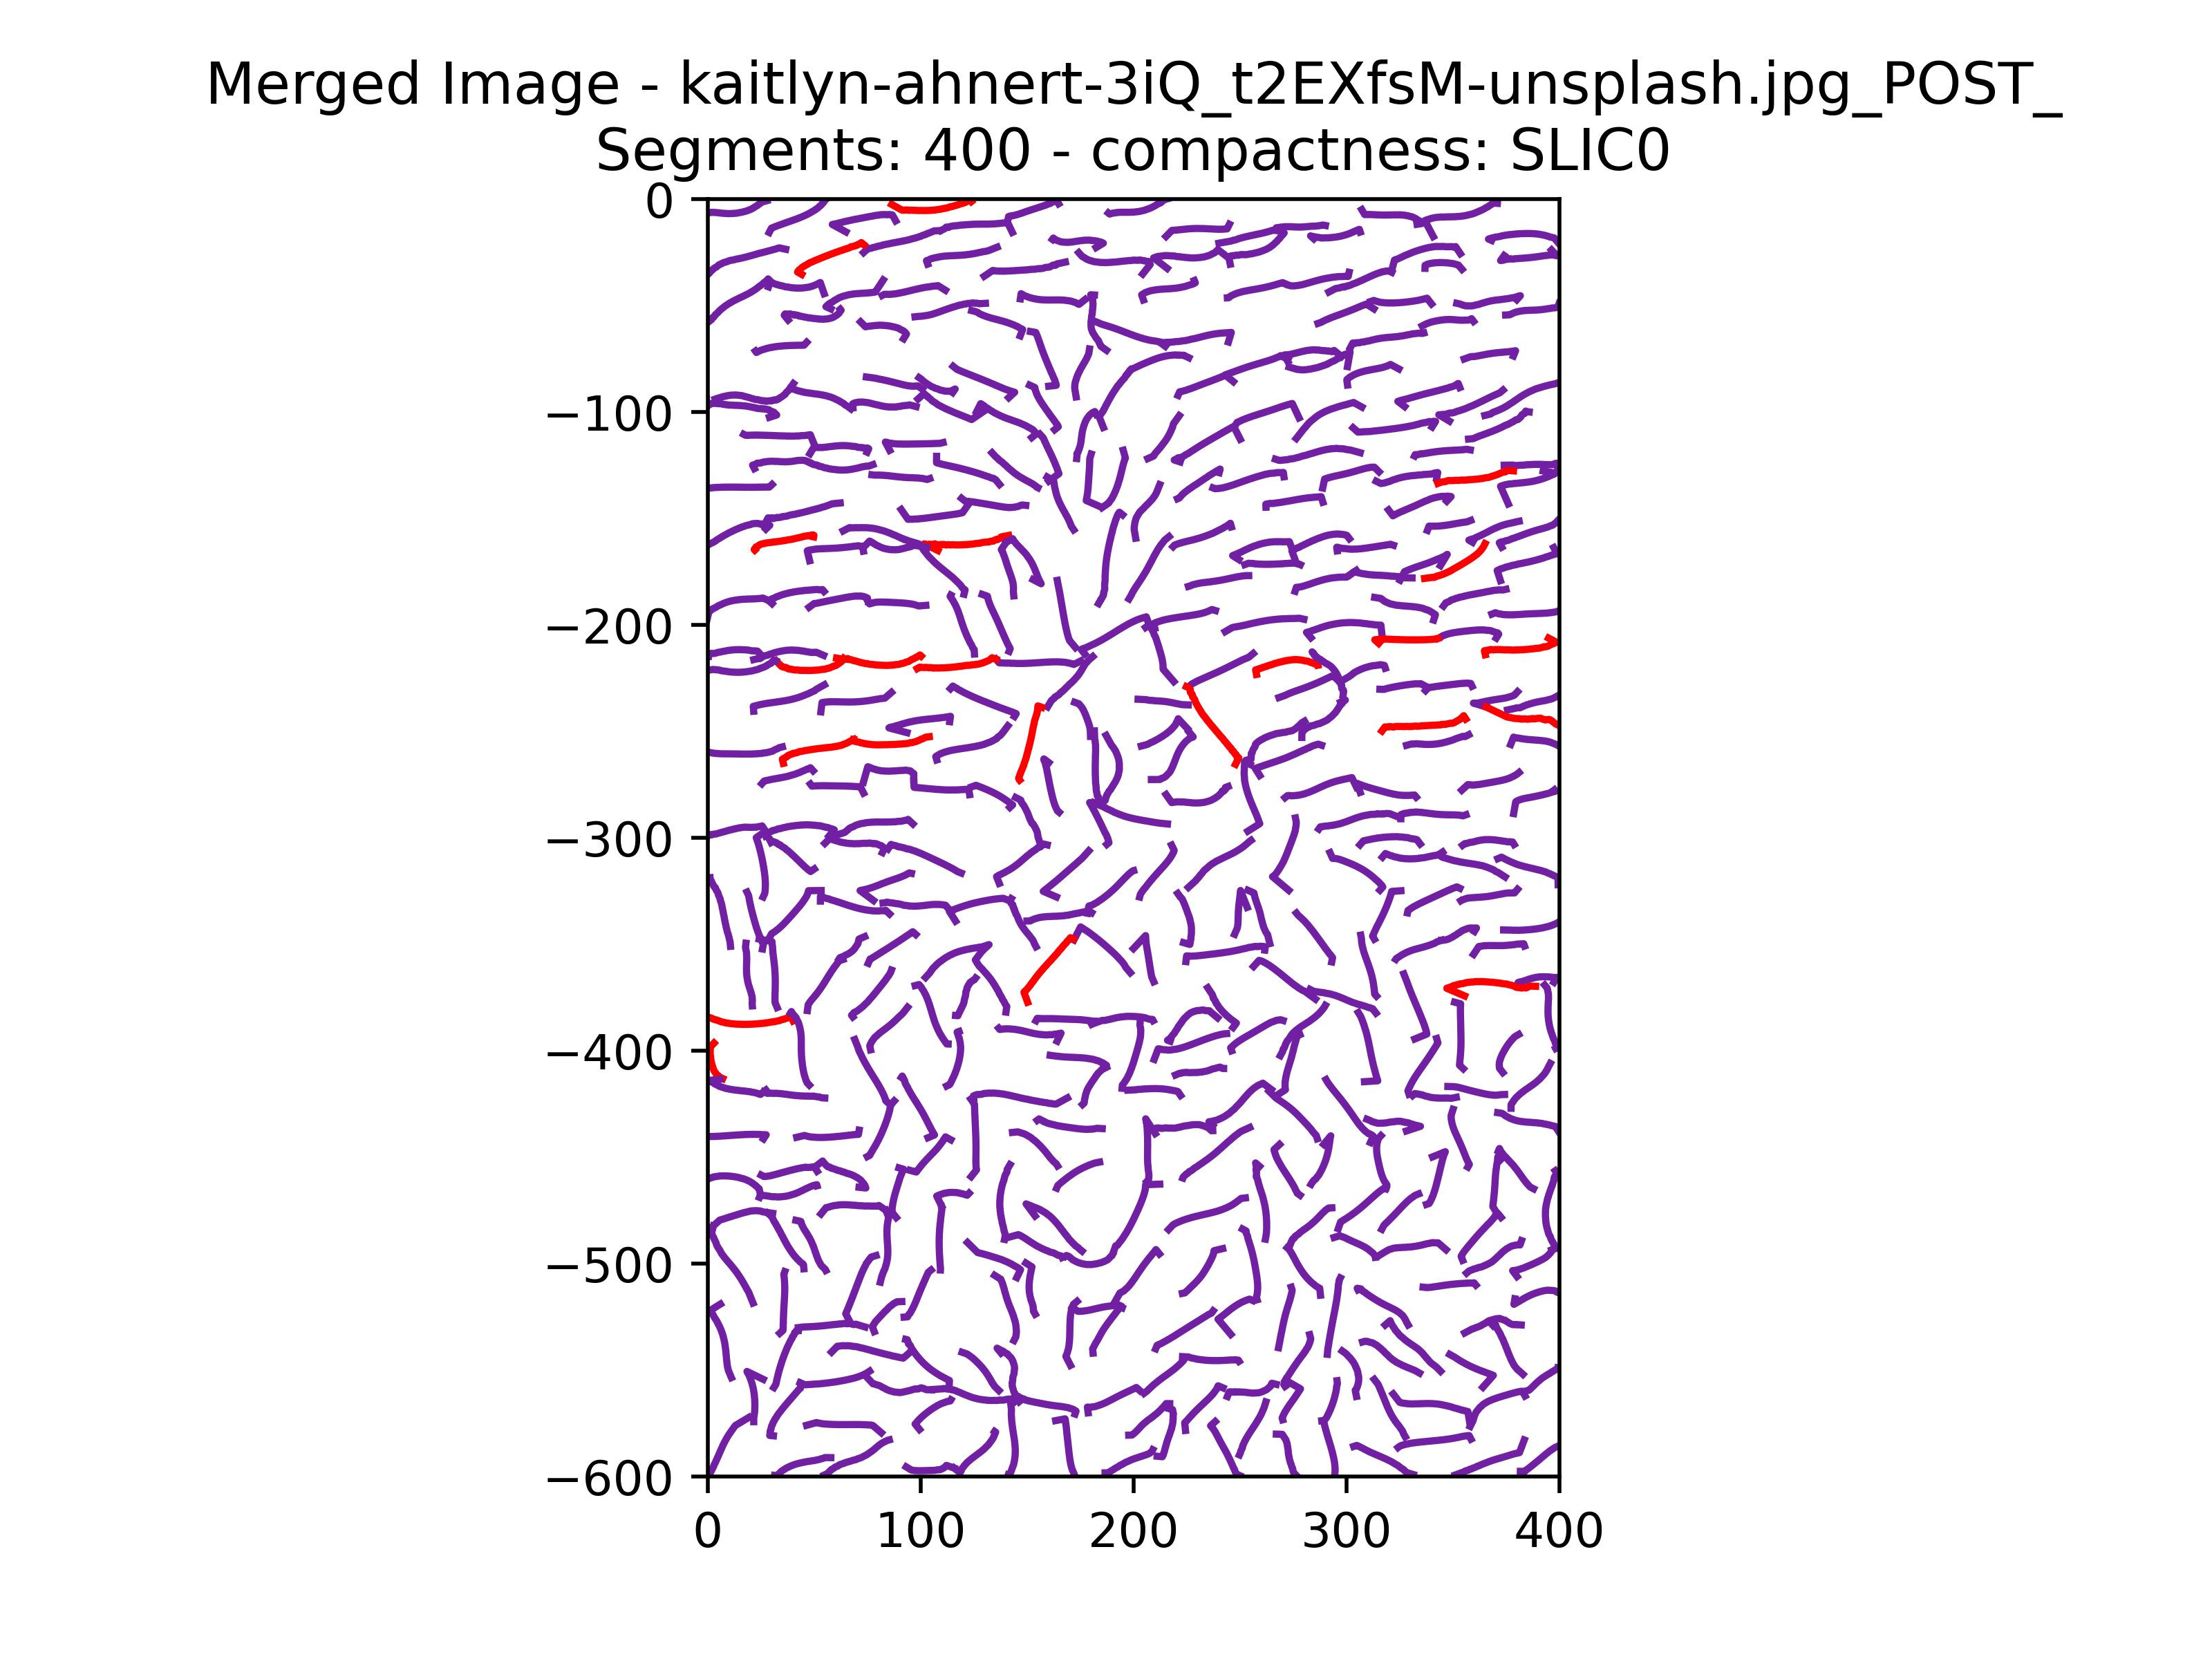 Merged Image - kaitlyn-ahnert-3iQ_t2EXfsM-unsplash.jpg_POST_
Segments: 400 - compactness: SLIC0
0
−100
−200
−300
−400
−500
−600
0 100 200 300 400